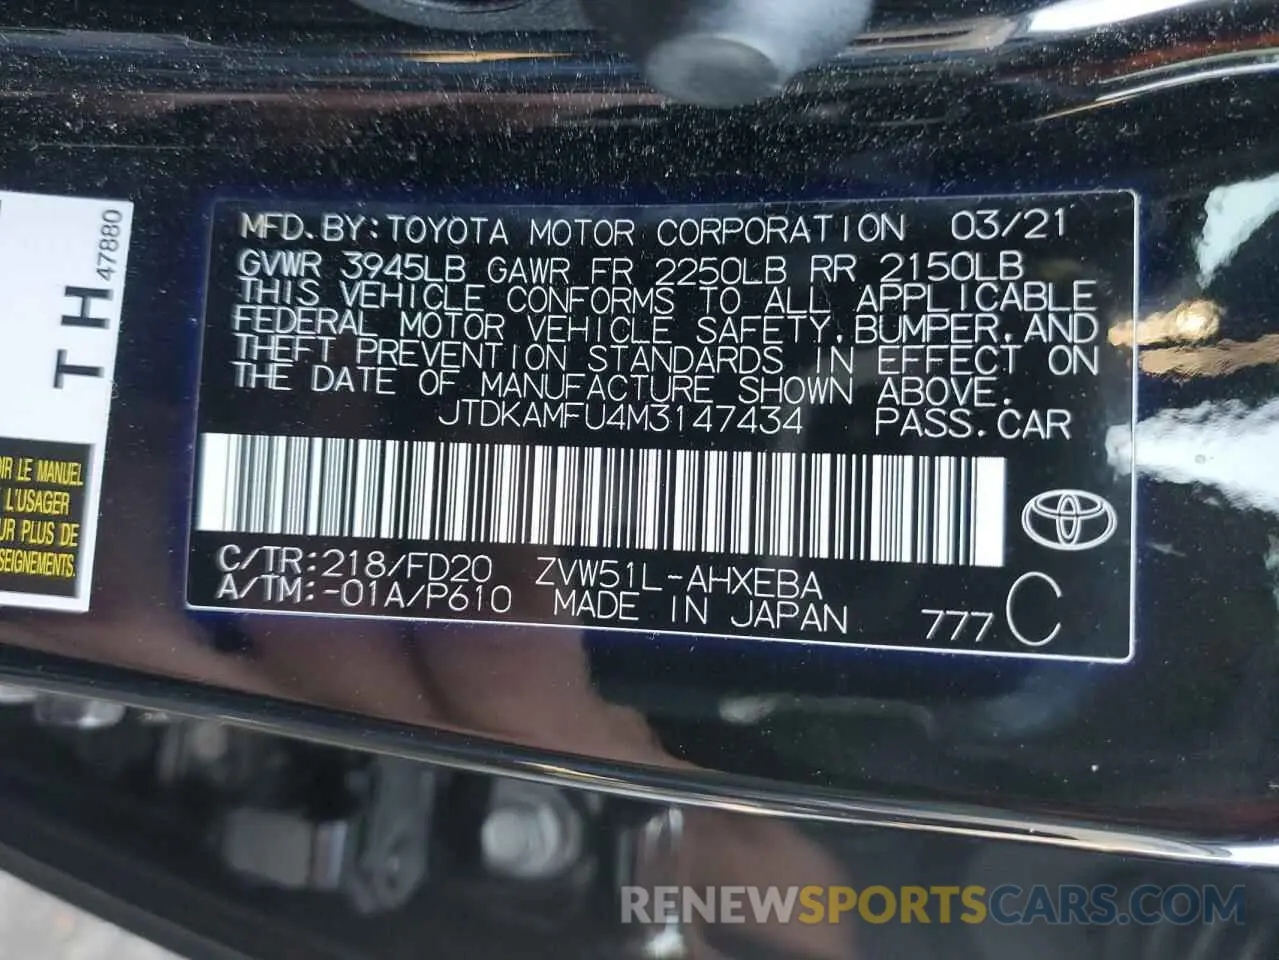 MFD.BY:TOYOTA MOTOR CORPORATION 03/21
GVWR 3945LB GAWR FR 2250LB RR 2150LB
THIS VEHICLE CONFORMS TO ALL APPLICABLE
FEDERAL MOTOR VEHICLE SAFETY,BUMPER,AND
THEFT PREVENTION STANDARDS IN EFFECT ON
THE DATE OF MANUFACTURE SHOWN ABOVE.
JTDKAMFU4M3147434 PASS.CAR
C/TR:218/FD20 ZVW51L-AHXEBA
A/TM:-01A/P610 MADE IN JAPAN 777 C
TH 47880
LE MANUEL
L'USAGER
PLUS DE
RENEWSPORTSCARS.COM